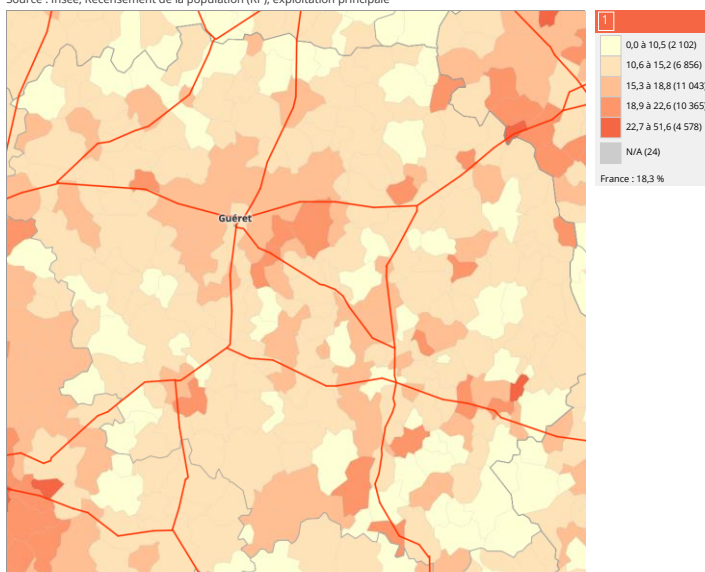 Source : Insee, Recensement de la population (RP), exploitation principale
1
0,0 à 10,5 (2 102)
10,6 à 15,2 (6 856)
15,3 à 18,8 (11 043)
18,9 à 22,6 (10 365)
22,7 à 51,6 (4 578)
N/A (24)
France : 18,3 %
Guéret